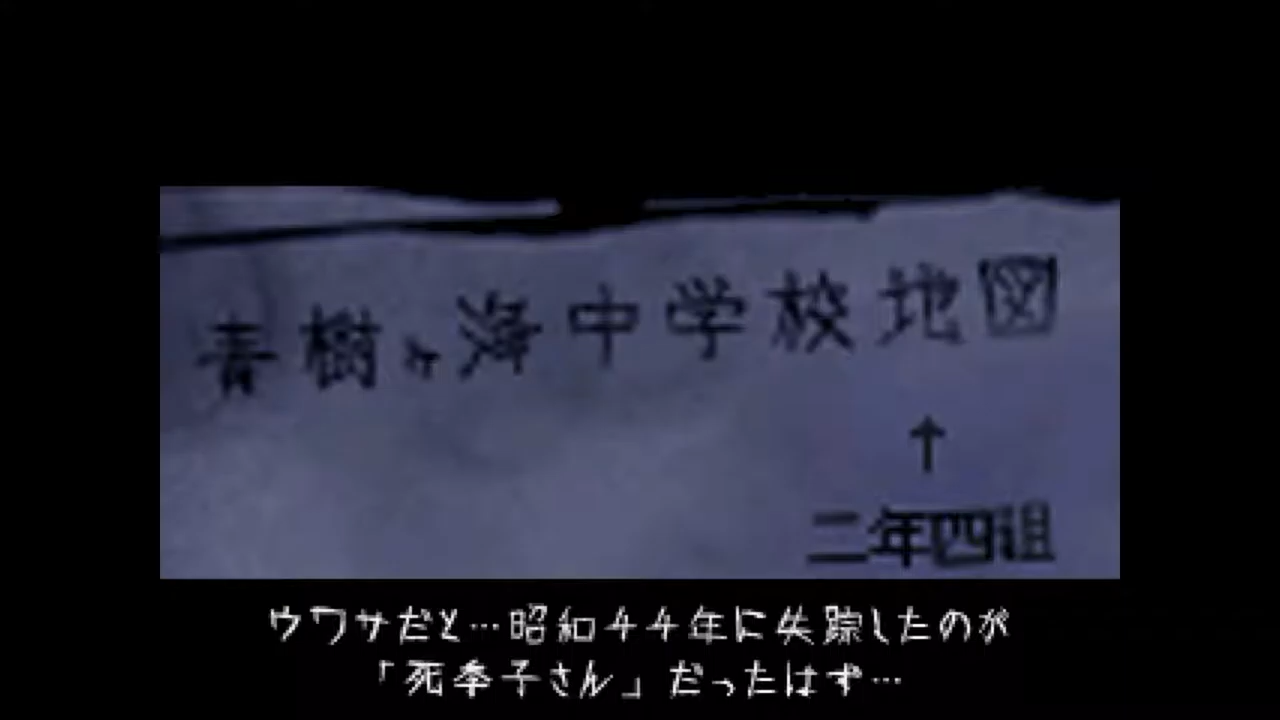 青樹ヶ海中学校地図
↑
二年四詛
ウワサだと…昭和44年に失踪したのが
「死季子さん」だったはず…